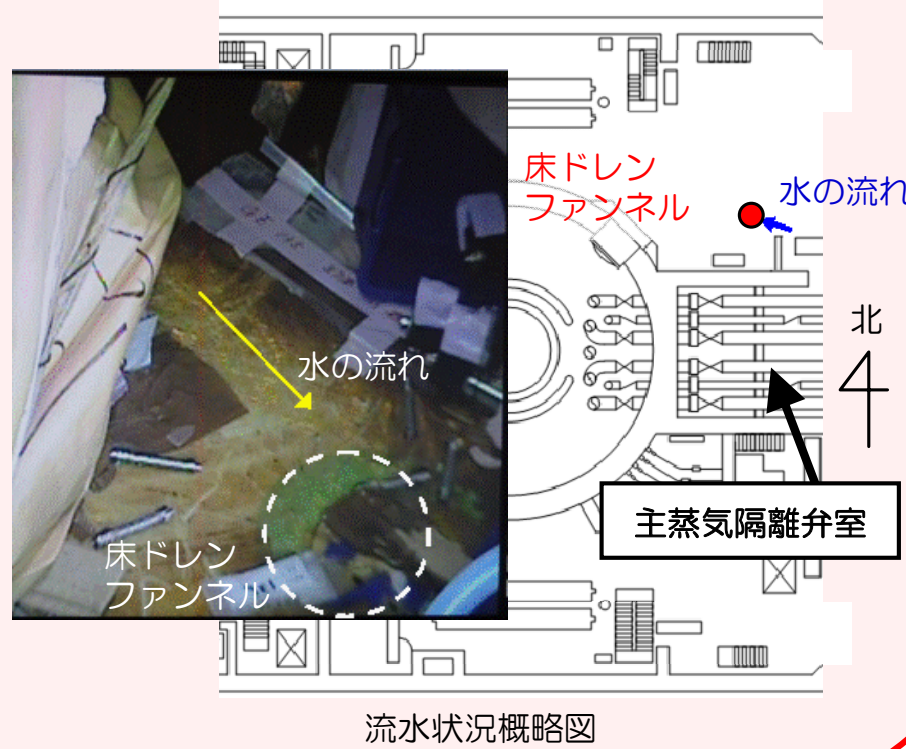 床ドレン
ファンネル
水の流れ
水の流れ
北
主蒸気隔離弁室
床ドレン
ファンネル
流水状況概略図